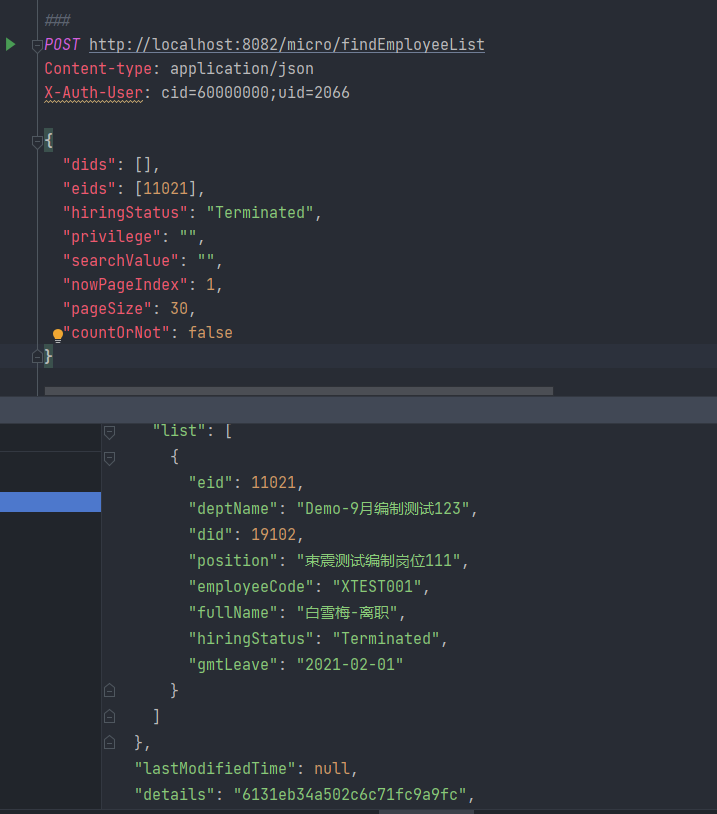 ###
POST http://localhost:8082/micro/findEmployeeList
Content-type: application/json
X-Auth-User: cid=60000000;uid=2066
{
"dids": [],
"eids": [11021],
"hiringStatus": "Terminated",
"privilege": "",
"searchValue": "",
"nowPageIndex": 1,
"pageSize": 30,
"countOrNot": false
}
"list": [
{
"eid": 11021,
"deptName": "Demo-9月编制测试123",
"did": 19102,
"position": "束震测试编制岗位111",
"employeeCode": "XTEST001",
"fullName": "白雪梅-离职",
"hiringStatus": "Terminated",
"gmtLeave": "2021-02-01"
}
]
},
"lastModifiedTime": null,
"details": "6131eb34a502c6c71fc9a9fc",